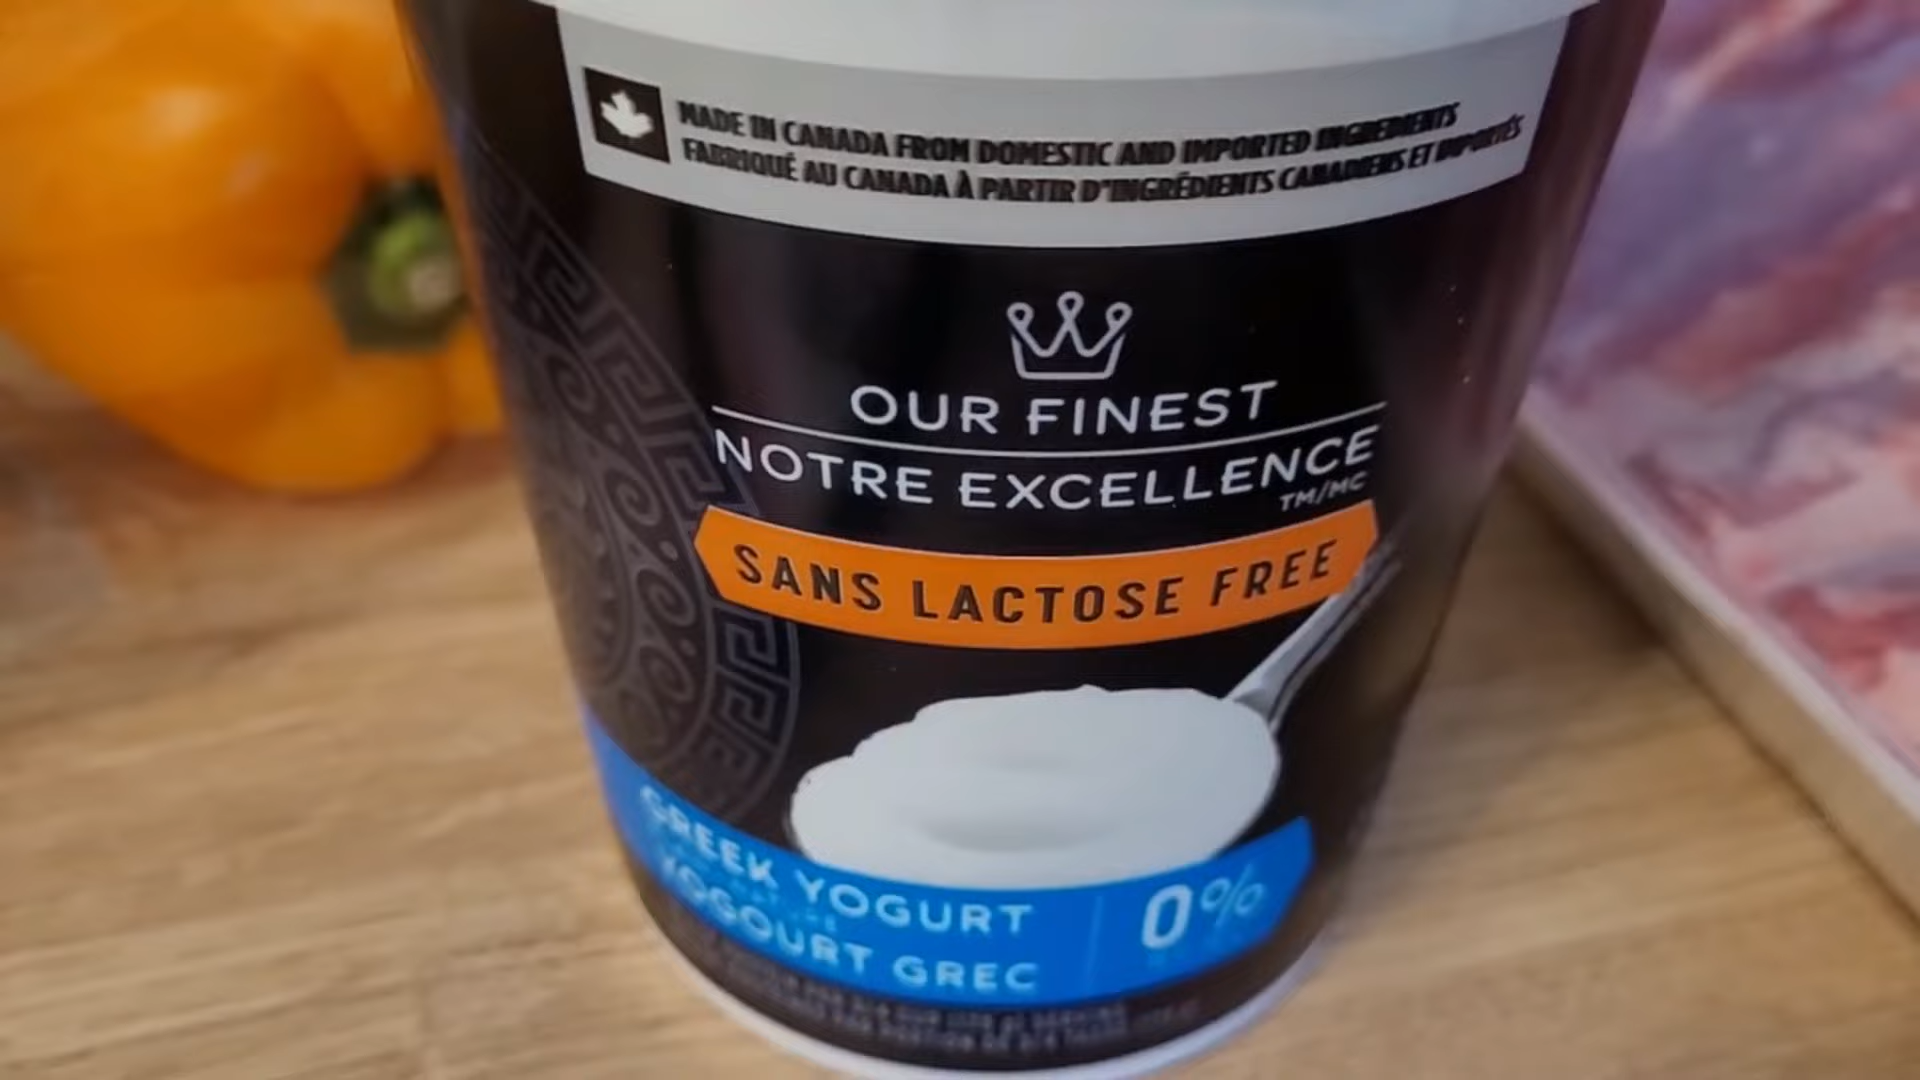 MADE IN CANADA FROM DOMESTIC AND IMPORTED INGREDIENTS
FABRIQUÉ AU CANADA À PARTIR D'INGRÉDIENTS CANADIENS ET IMPORTÉS
OUR FINEST
NOTRE EXCELLENCE
TM/MC
SANS LACTOSE FREE
GREEK YOGURT
YOGOURT GREC
0%